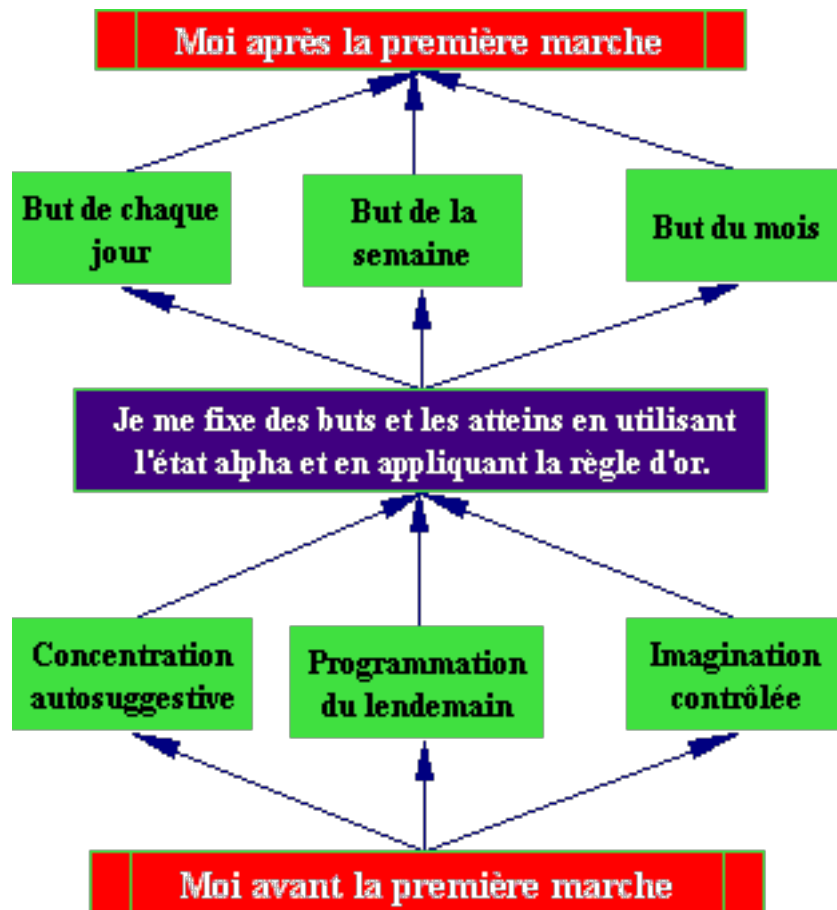 Moi après la première marche
But de chaque
jour
But de la
semaine
But du mois
Je me fixe des buts et les atteins en utilisant
l'état alpha et en appliquant la règle d'or.
Concentration
autosuggestive
Programmation
du lendemain
Imagination
contrôlée
Moi avant la première marche